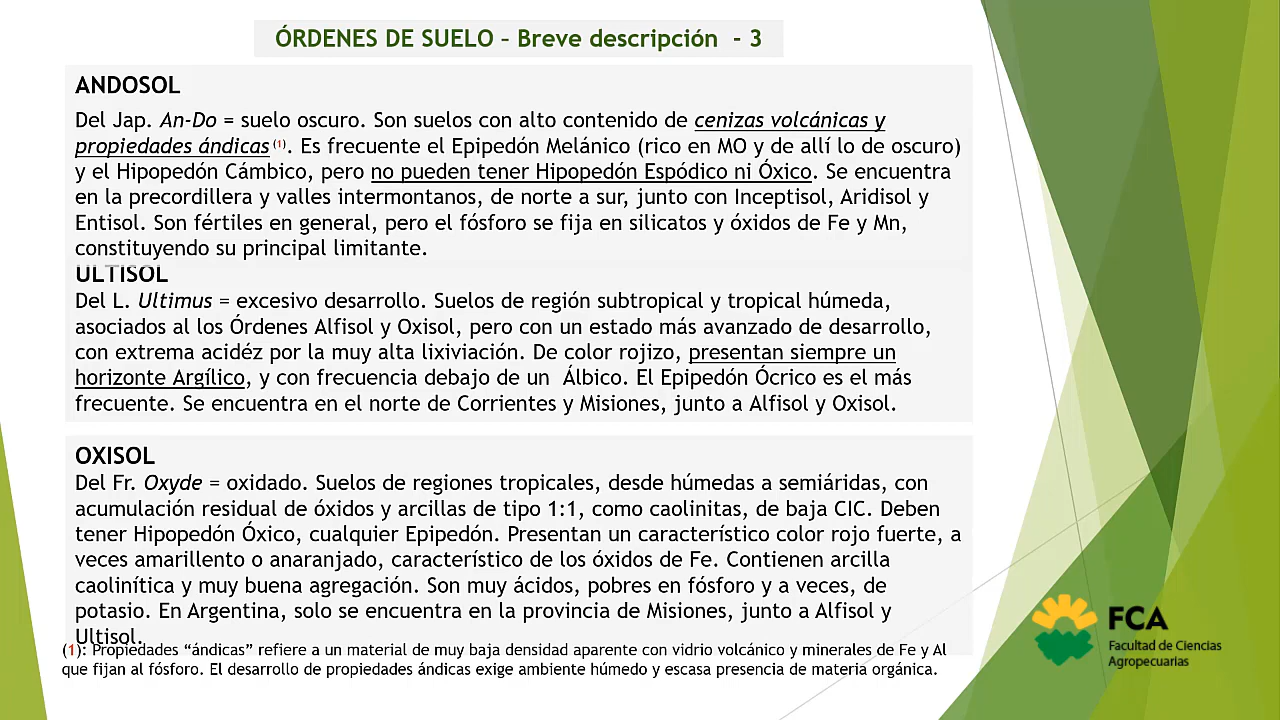 ÓRDENES DE SUELO – Breve descripción - 3
ANDOSOL
Del Jap. An-Do = suelo oscuro. Son suelos con alto contenido de cenizas volcánicas y
propiedades ándicas (1). Es frecuente el Epipedón Melánico (rico en MO y de allí lo de oscuro)
y el Hipopedón Cámbico, pero no pueden tener Hipopedón Espódico ni Óxico. Se encuentra
en la precordillera y valles intermontanos, de norte a sur, junto con Inceptisol, Aridisol y
Entisol. Son fértiles en general, pero el fósforo se fija en silicatos y óxidos de Fe y Mn,
constituyendo su principal limitante.
ULTISOL
Del L. Ultimus = excesivo desarrollo. Suelos de región subtropical y tropical húmeda,
asociados al los Órdenes Alfisol y Oxisol, pero con un estado más avanzado de desarrollo,
con extrema acidéz por la muy alta lixiviación. De color rojizo, presentan siempre un
horizonte Argílico, y con frecuencia debajo de un Álbico. El Epipedón Ócrico es el más
frecuente. Se encuentra en el norte de Corrientes y Misiones, junto a Alfisol y Oxisol.
OXISOL
Del Fr. Oxyde = oxidado. Suelos de regiones tropicales, desde húmedas a semiáridas, con
acumulación residual de óxidos y arcillas de tipo 1:1, como caolinitas, de baja CIC. Deben
tener Hipopedón Óxico, cualquier Epipedón. Presentan un característico color rojo fuerte, a
veces amarillento o anaranjado, característico de los óxidos de Fe. Contienen arcilla
caolinítica y muy buena agregación. Son muy ácidos, pobres en fósforo y a veces, de
potasio. En Argentina, solo se encuentra en la provincia de Misiones, junto a Alfisol y
Ultisol.
(1): Propiedades “ándicas” refiere a un material de muy baja densidad aparente con vidrio volcánico y minerales de Fe y Al
que fijan al fósforo. El desarrollo de propiedades ándicas exige ambiente húmedo y escasa presencia de materia orgánica.
FCA
Facultad de Ciencias
Agropecuarias